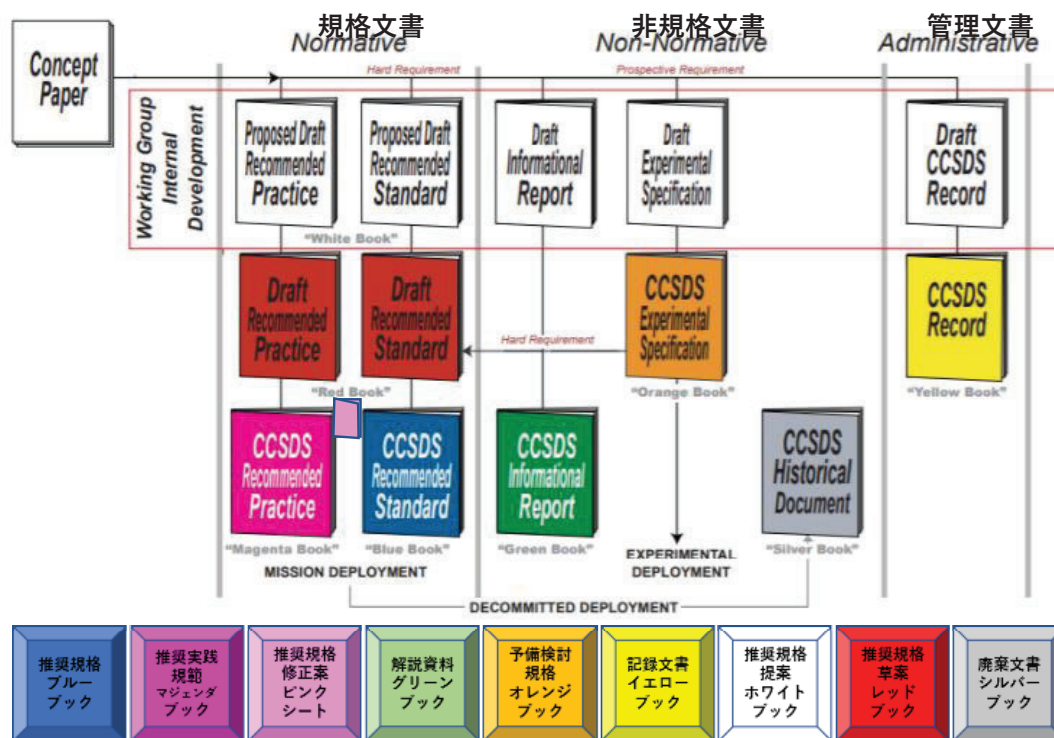 規格文書
非規格文書
管理文書
Normative
Non-Normative
Administrative
Concept
Paper
Hard Requirement
Prospective Requirement
Working Group
Internal
Development
Proposed Draft
Recommended
Practice
Proposed Draft
Recommended
Standard
Draft
Informational
Report
Draft
Experimental
Specification
Draft
CCSDS
Record
"White Book"
Draft
Recommended
Practice
Draft
Recommended
Standard
Hard Requirement
CCSDS
Experimental
Specification
CCSDS
Record
"Red Book"
"Orange Book"
"Yellow Book"
CCSDS
Recommended
Practice
CCSDS
Recommended
Standard
CCSDS
Informational
Report
CCSDS
Historical
Document
"Magenta Book"
"Blue Book"
"Green Book"
EXPERIMENTAL
DEPLOYMENT
"Silver Book"
MISSION DEPLOYMENT
DECOMMITTED DEPLOYMENT
推奨規格
ブルー
ブック
推奨実践
規範
マジェンダ
ブック
推奨規格
修正案
ピンク
シート
解説資料
グリーン
ブック
予備検討
規格
オレンジ
ブック
記録文書
イエロー
ブック
推奨規格
提案
ホワイト
ブック
推奨規格
草案
レッド
ブック
廃棄文書
シルバー
ブック